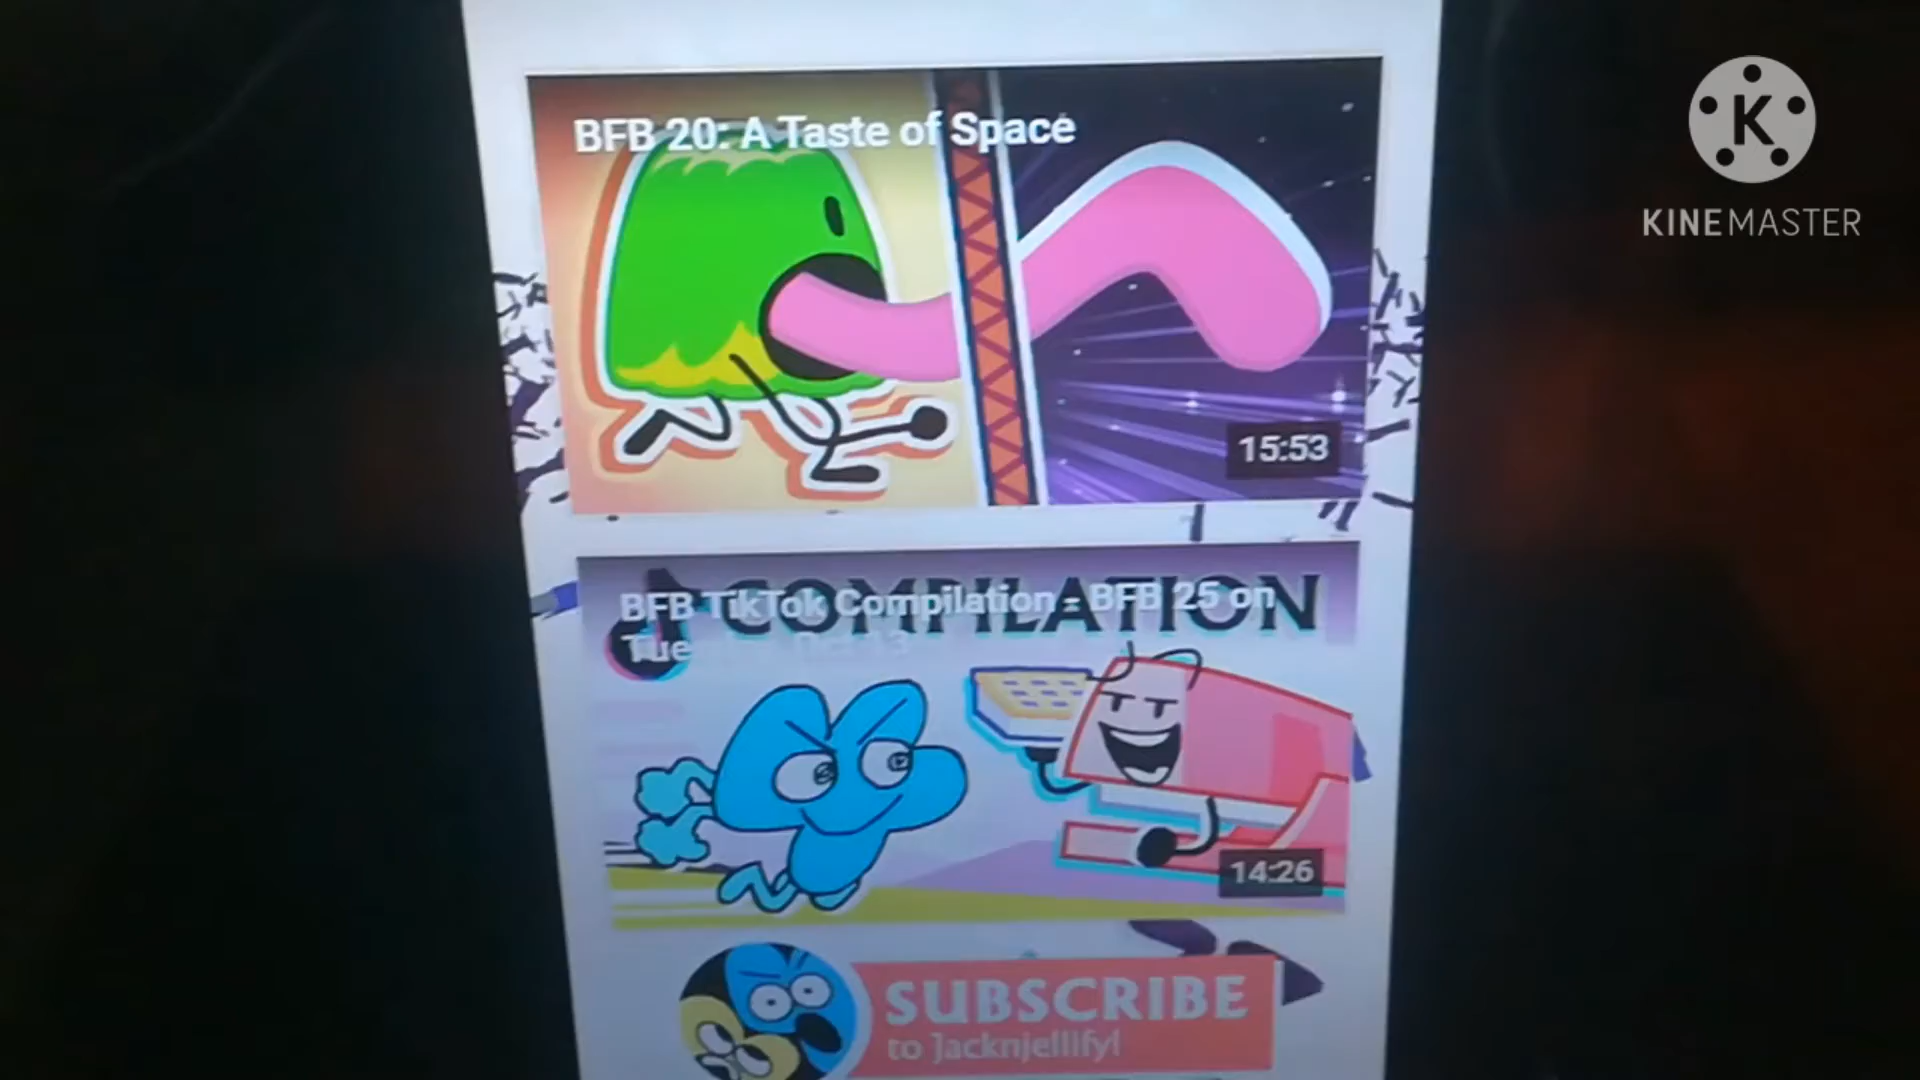 BFB 20: A Taste of Space
K
KINEMASTER
15:53
COMPILATION
BFB TikTok Compilation - BFB 25 on
14:26
SUBSCRIBE
to Jacknjellify!